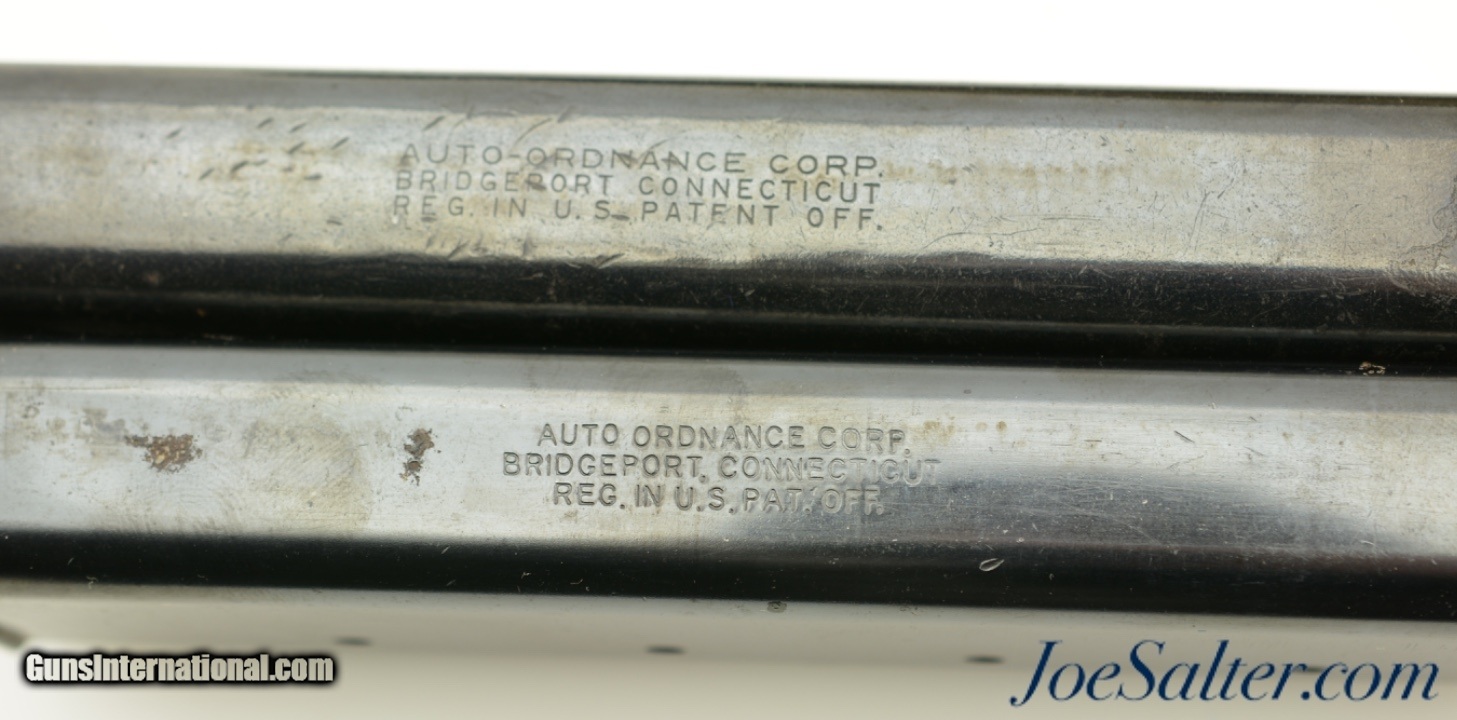 AUTO-ORDNANCE CORP.
BRIDGEPORT CONNECTICUT
REG. IN U.S. PATENT OFF.
AUTO ORDNANCE CORP.
BRIDGEPORT, CONNECTICUT
REG. IN U.S. PAT. OFF.
GunsInternational.com
JoeSalter.com